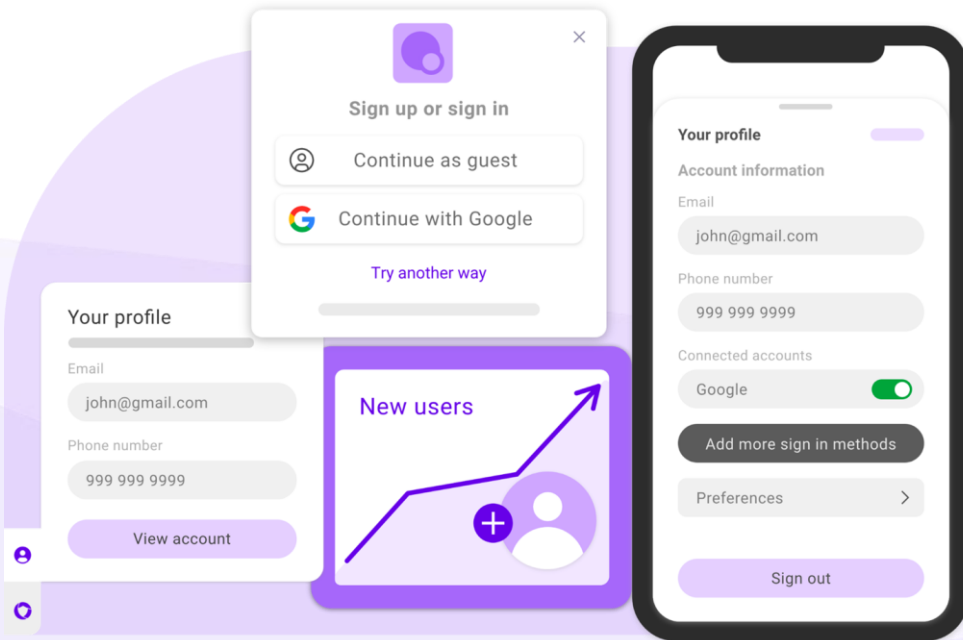 Sign up or sign in
Continue as guest
Continue with Google
Try another way
Your profile
Email
john@gmail.com
Phone number
999 999 9999
View account
New users
Your profile
Account information
Email
john@gmail.com
Phone number
999 999 9999
Connected accounts
Google
Add more sign in methods
Preferences
Sign out